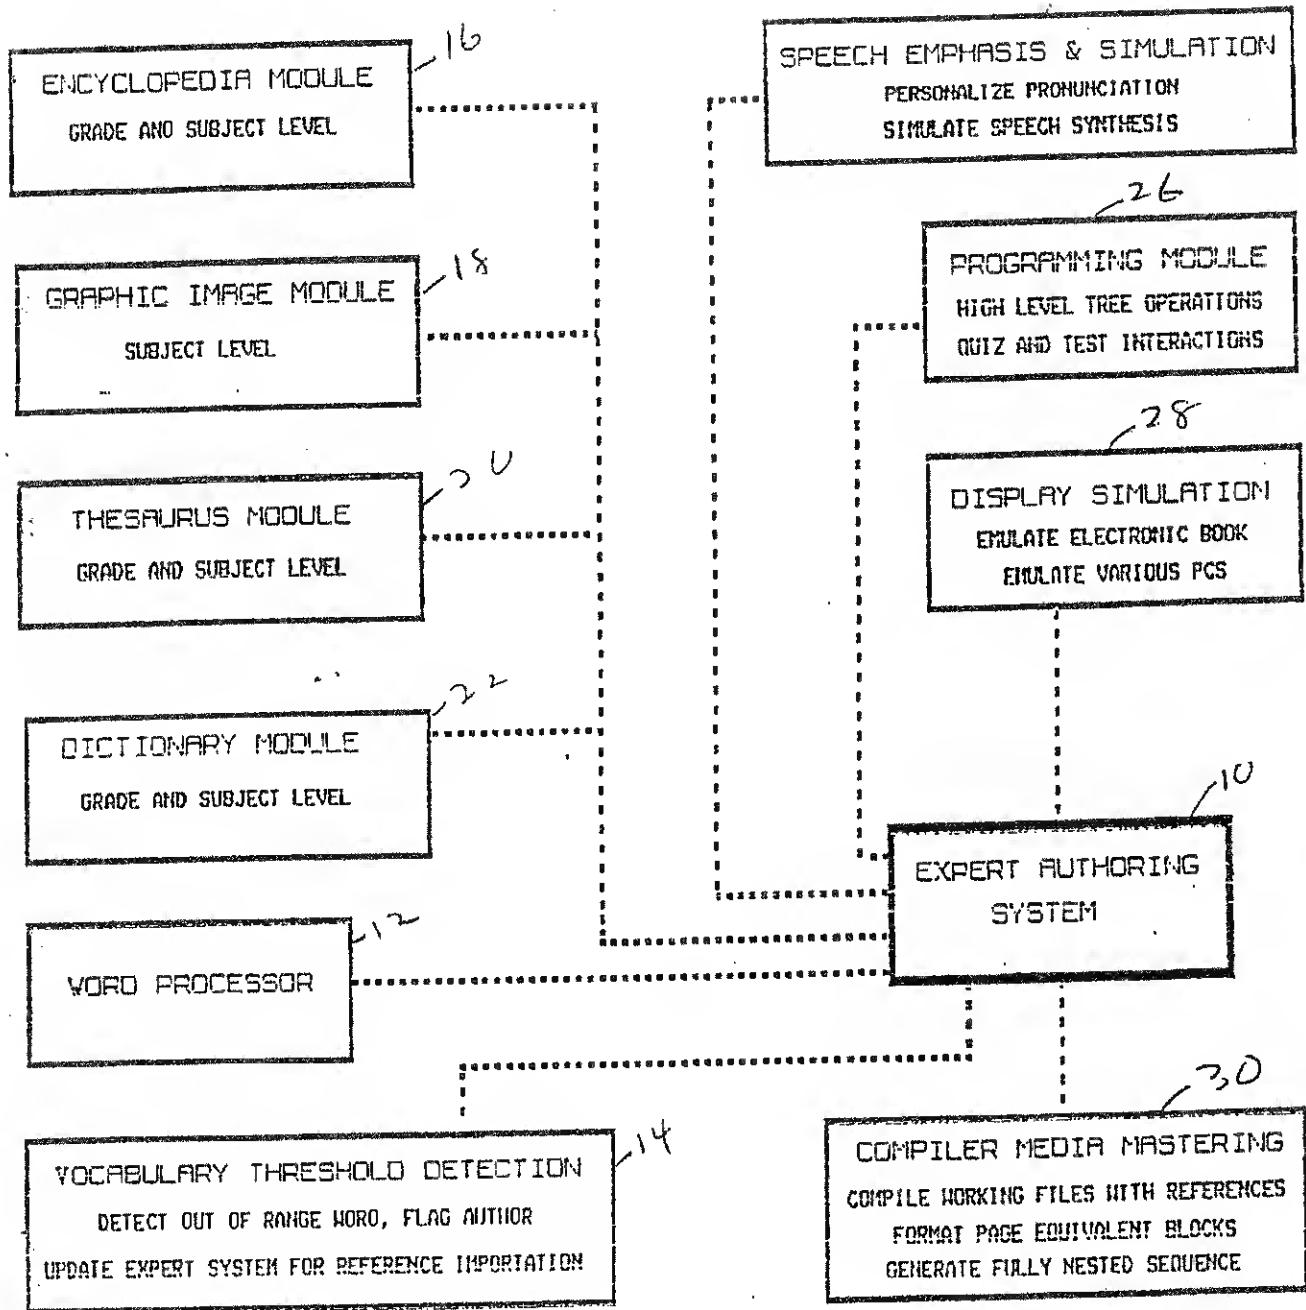 16
ENCYCLOPEDIA MODULE
GRADE AND SUBJECT LEVEL
18
GRAPHIC IMAGE MODULE
SUBJECT LEVEL
20
THESAURUS MODULE
GRADE AND SUBJECT LEVEL
22
DICTIONARY MODULE
GRADE AND SUBJECT LEVEL
12
WORD PROCESSOR
14
VOCABULARY THRESHOLD DETECTION
DETECT OUT OF RANGE WORD, FLAG AUTHOR
UPDATE EXPERT SYSTEM FOR REFERENCE IMPORTATION
SPEECH EMPHASIS & SIMULATION
PERSONALIZE PRONUNCIATION
SIMULATE SPEECH SYNTHESIS
26
PROGRAMMING MODULE
HIGH LEVEL TREE OPERATIONS
QUIZ AND TEST INTERACTIONS
28
DISPLAY SIMULATION
EMULATE ELECTRONIC BOOK
EMULATE VARIOUS PCS
10
EXPERT AUTHORING
SYSTEM
30
COMPILER MEDIA MASTERING
COMPILE WORKING FILES WITH REFERENCES
FORMAT PAGE EQUIVALENT BLOCKS
GENERATE FULLY NESTED SEQUENCE